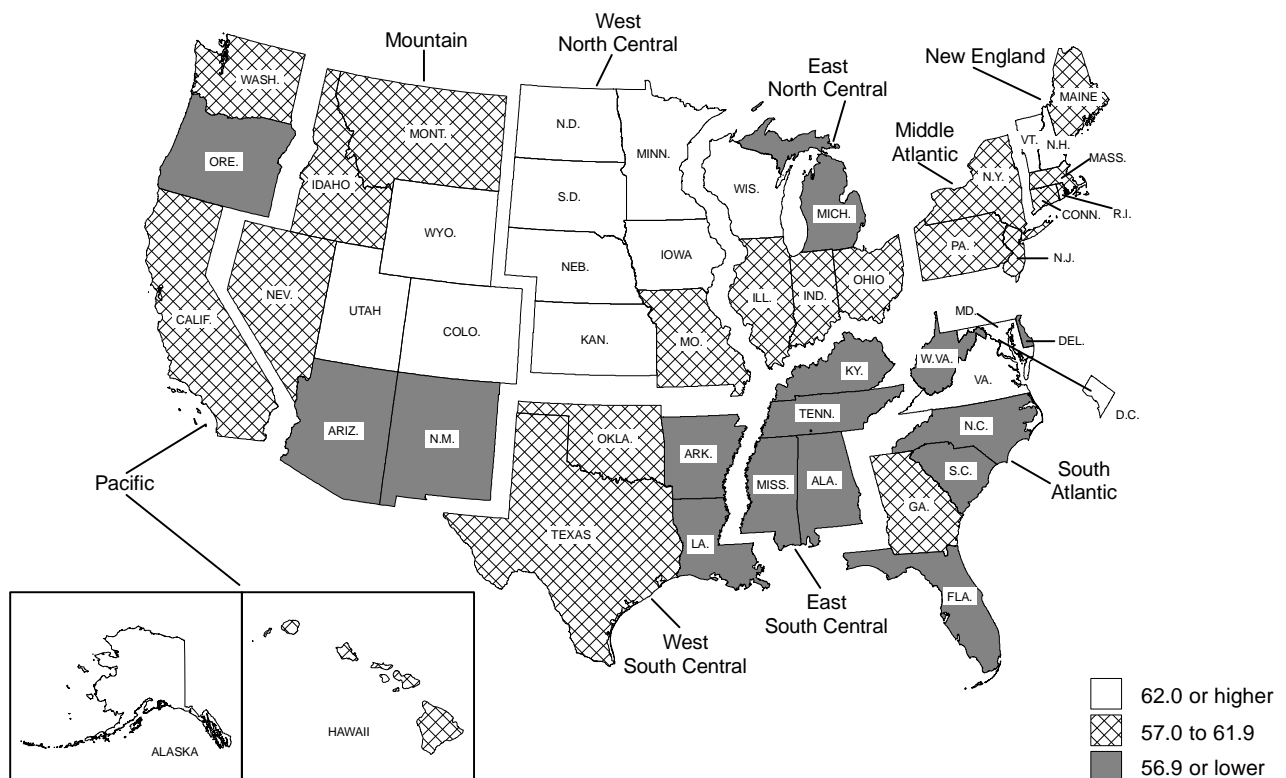 West
North Central
Mountain
East
North Central
New England
Middle
Atlantic
WASH.
MAINE
MONT.
N.D.
MINN.
VT.
N.H.
ORE.
MASS.
IDAHO
N.Y.
WIS.
S.D.
MICH.
R.I.
CONN.
WYO.
PA.
IOWA
N.J.
NEB.
OHIO
NEV.
ILL.
IND.
UTAH
MD.
CALIF.
COLO.
KAN.
MO.
DEL.
W.VA.
KY.
VA.
TENN.
D.C.
ARIZ.
N.M.
OKLA.
N.C.
ARK.
S.C.
South
Atlantic
Pacific
MISS.
ALA.
GA.
TEXAS
LA.
FLA.
East
South Central
West
South Central
HAWAII
ALASKA
62.0 or higher
57.0 to 61.9
56.9 or lower